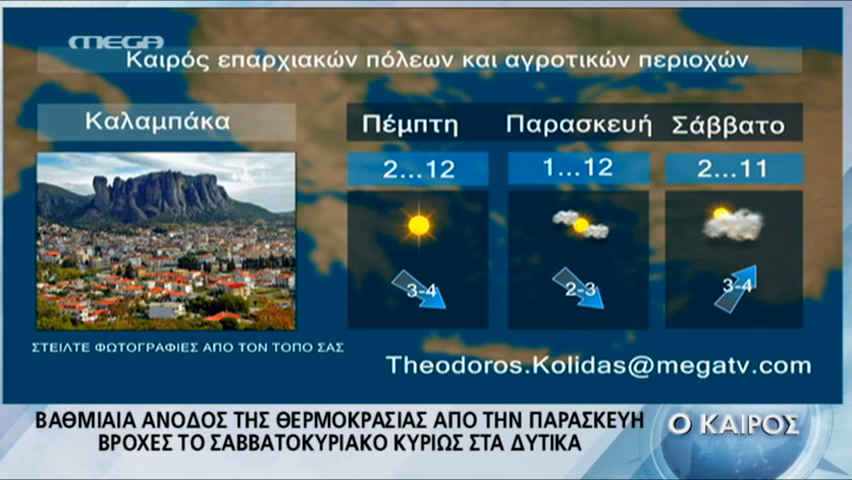 MEGA
Καιρός επαρχιακών πόλεων και αγροτικών περιοχών
Καλαμπάκα
Πέμπτη Παρασκευή Σάββατο
2...12 1...12 2...11
3-4 2-3 3-4
ΣΤΕΙΛΤΕ ΦΩΤΟΓΡΑΦΙΕΣ ΑΠΟ ΤΟΝ ΤΟΠΟ ΣΑΣ
Theodoros.Kolidas@megatv.com
ΒΑΘΜΙΑΙΑ ΑΝΟΔΟΣ ΤΗΣ ΘΕΡΜΟΚΡΑΣΙΑΣ ΑΠΟ ΤΗΝ ΠΑΡΑΣΚΕΥΗ
ΒΡΟΧΕΣ ΤΟ ΣΑΒΒΑΤΟΚΥΡΙΑΚΟ ΚΥΡΙΩΣ ΣΤΑ ΔΥΤΙΚΑ
Ο ΚΑΙΡΟΣ